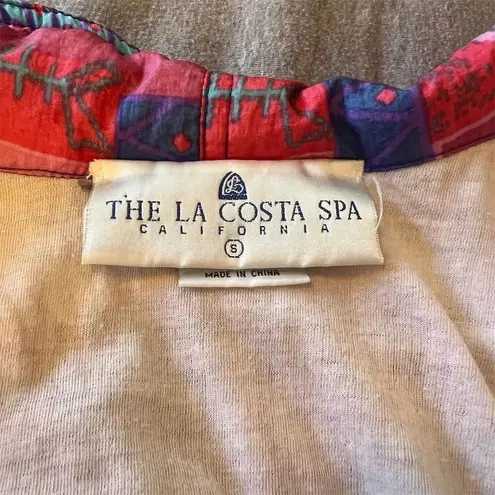 THE LA COSTA SPA
CALIFORNIA
S
MADE IN CHINA